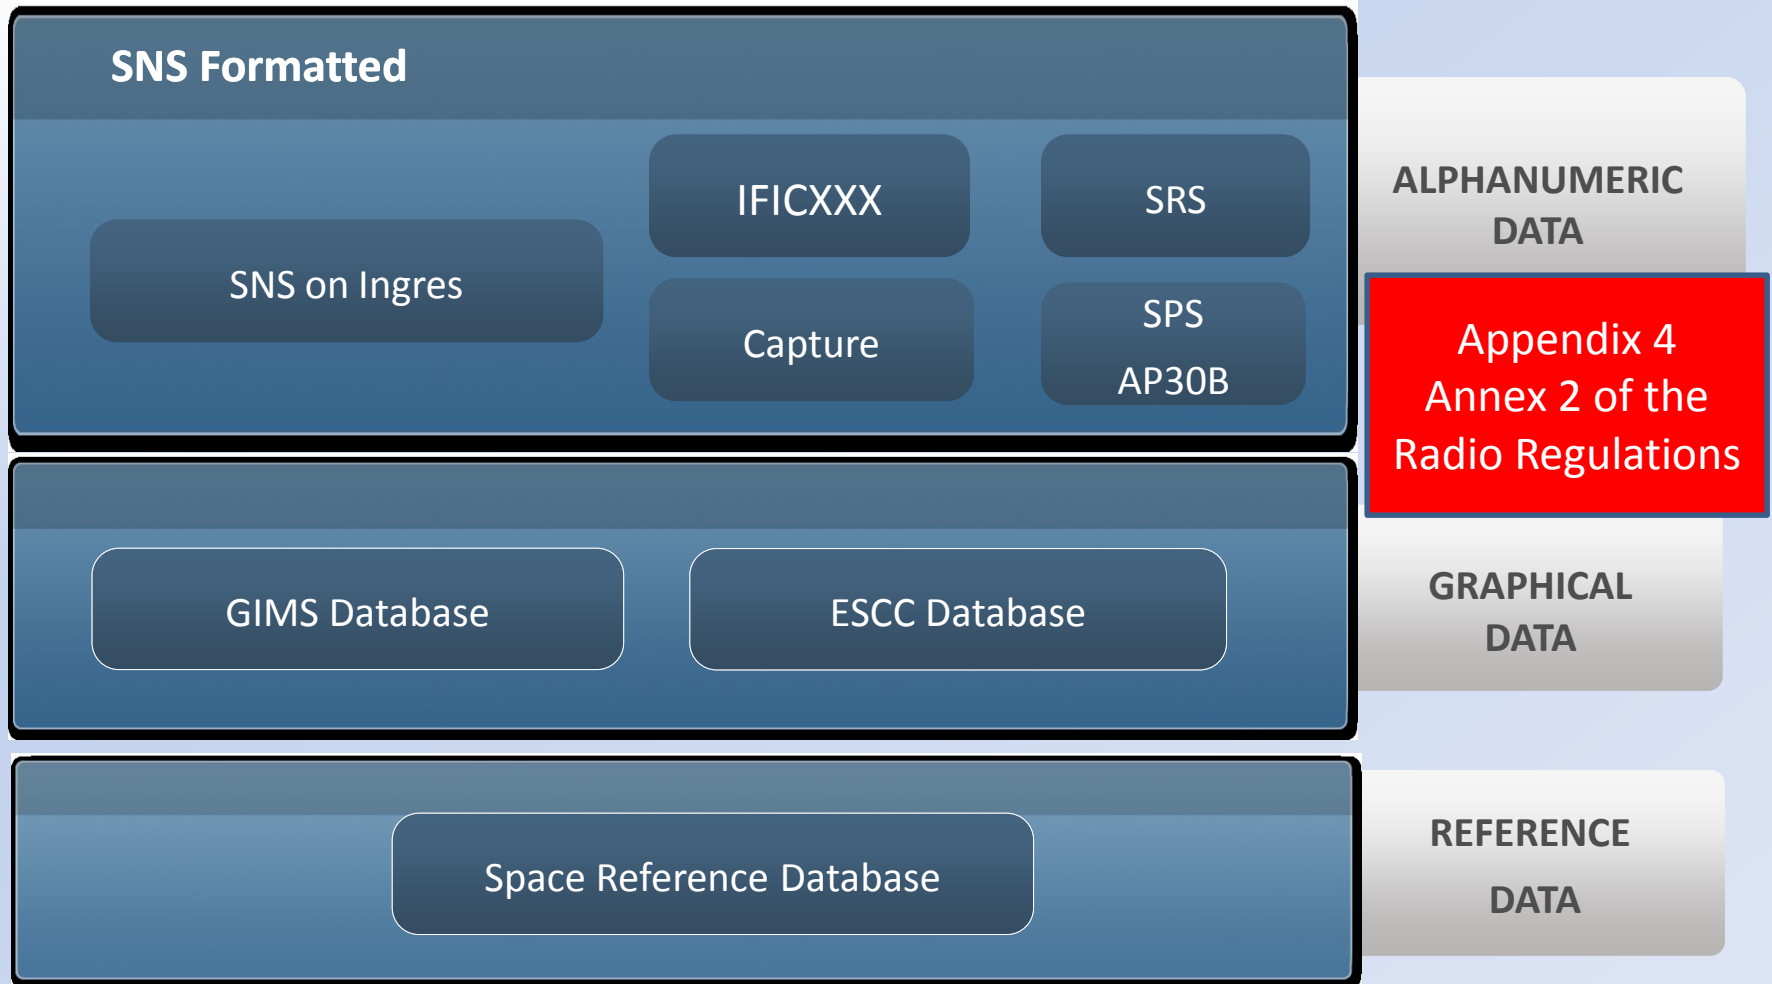 SNS Formatted
IFICXXX
SRS
SNS on Ingres
Capture
SPS
AP30B
ALPHANUMERIC
DATA
Appendix 4
Annex 2 of the
Radio Regulations
GIMS Database
ESCC Database
GRAPHICAL
DATA
Space Reference Database
REFERENCE
DATA